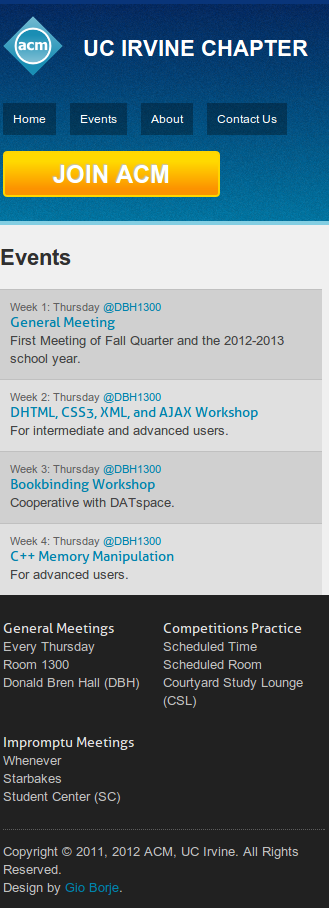 acm
UC IRVINE CHAPTER
Home
Events
About
Contact Us
JOIN ACM
Events
Week 1: Thursday @DBH1300
General Meeting
First Meeting of Fall Quarter and the 2012-2013
school year.
Week 2: Thursday @DBH1300
DHTML, CSS3, XML, and AJAX Workshop
For intermediate and advanced users.
Week 3: Thursday @DBH1300
Bookbinding Workshop
Cooperative with DATspace.
Week 4: Thursday @DBH1300
C++ Memory Manipulation
For advanced users.
General Meetings
Every Thursday
Room 1300
Donald Bren Hall (DBH)
Competitions Practice
Scheduled Time
Scheduled Room
Courtyard Study Lounge
(CSL)
Impromptu Meetings
Whenever
Starbakes
Student Center (SC)
Copyright © 2011, 2012 ACM, UC Irvine. All Rights
Reserved.
Design by Gio Borje.